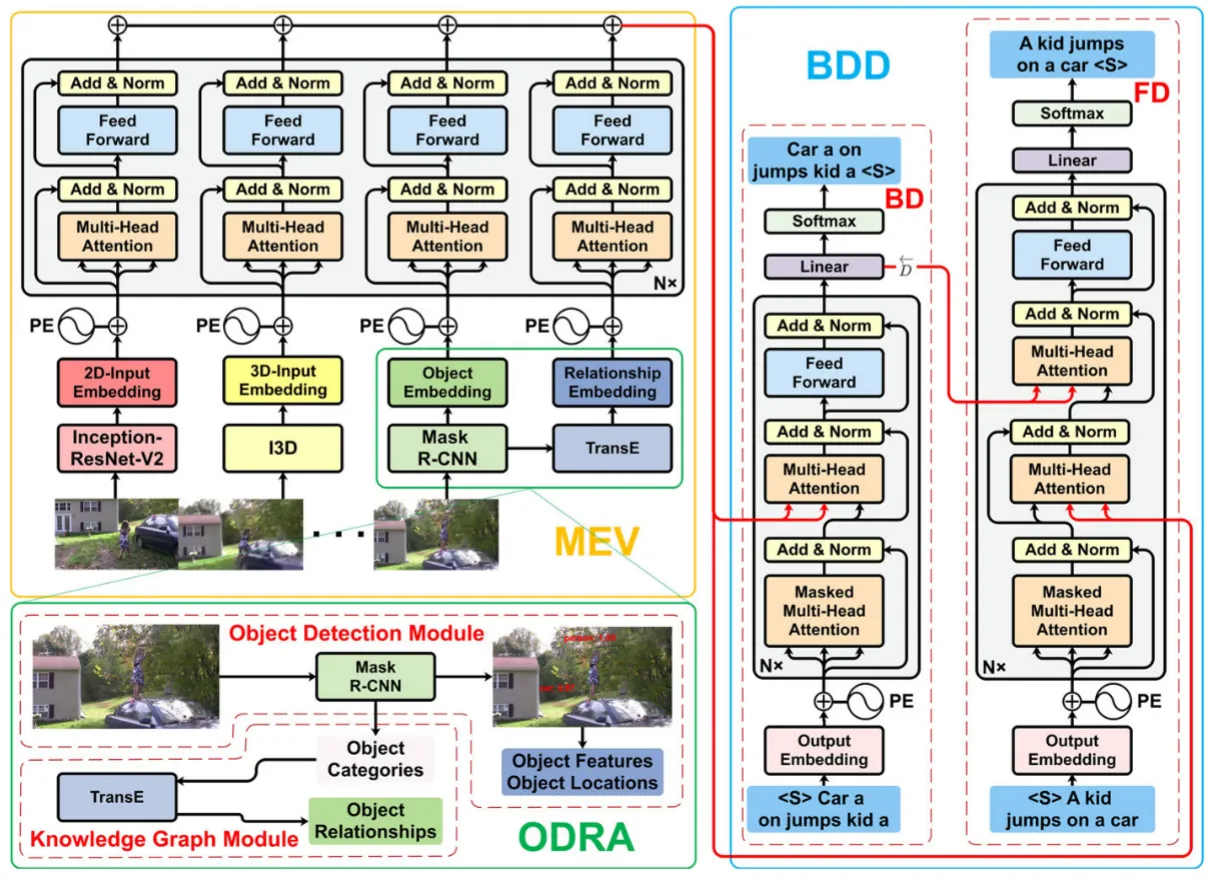 Add & Norm
Add & Norm
Add & Norm
Add & Norm
Feed
Forward
Feed
Forward
Feed
Forward
Feed
Forward
Add & Norm
Add & Norm
Add & Norm
Add & Norm
Multi-Head
Attention
Multi-Head
Attention
Multi-Head
Attention
Multi-Head
Attention
N×
PE
PE
PE
PE
2D-Input
Embedding
3D-Input
Embedding
Object
Embedding
Relationship
Embedding
Inception-
ResNet-V2
I3D
Mask
R-CNN
TransE
MEV
Object Detection Module
Mask
R-CNN
Object
Categories
Object Features
Object Locations
TransE
Object
Relationships
Knowledge Graph Module
ODRA
BDD
Car a on
jumps kid a <S>
BD
Softmax
Linear
D
Add & Norm
Feed
Forward
Add & Norm
Multi-Head
Attention
Add & Norm
Masked
Multi-Head
Attention
N×
PE
Output
Embedding
<S> Car a
on jumps kid a
A kid jumps
on a car <S>
FD
Softmax
Linear
Add & Norm
Feed
Forward
Add & Norm
Multi-Head
Attention
Add & Norm
Multi-Head
Attention
Add & Norm
Masked
Multi-Head
Attention
N×
PE
Output
Embedding
<S> A kid
jumps on a car